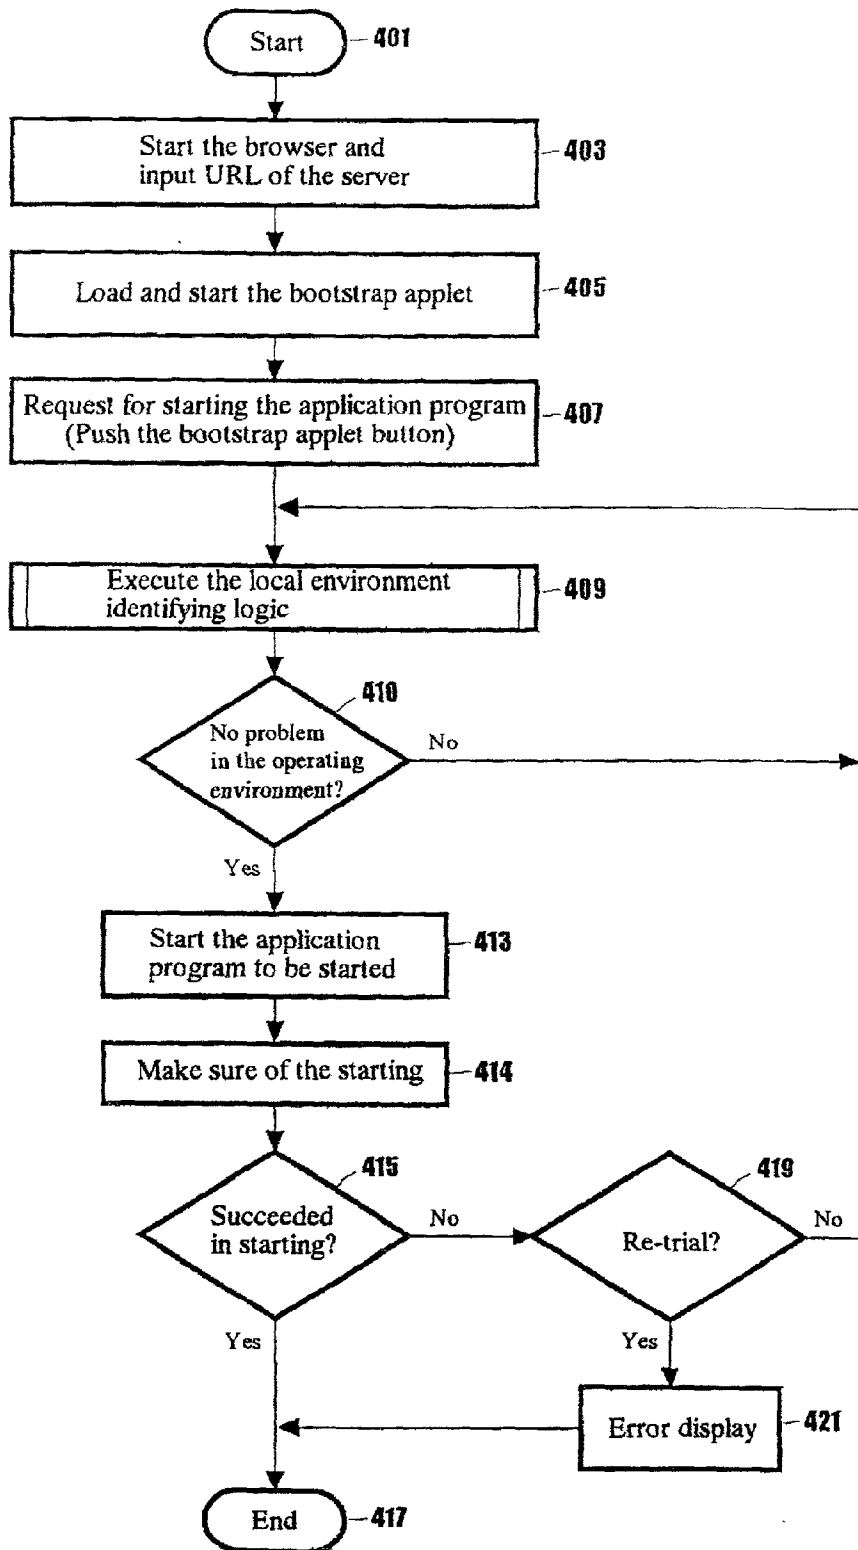 Start
401
Start the browser and
input URL of the server
403
Load and start the bootstrap applet
405
Request for starting the application program
(Push the bootstrap applet button)
407
Execute the local environment
identifying logic
409
410
No problem
in the operating
environment?
No
Yes
Start the application
program to be started
413
Make sure of the starting
414
415
Succeeded
in starting?
No
419
Re-trial?
No
Yes
Yes
Error display
421
End
417